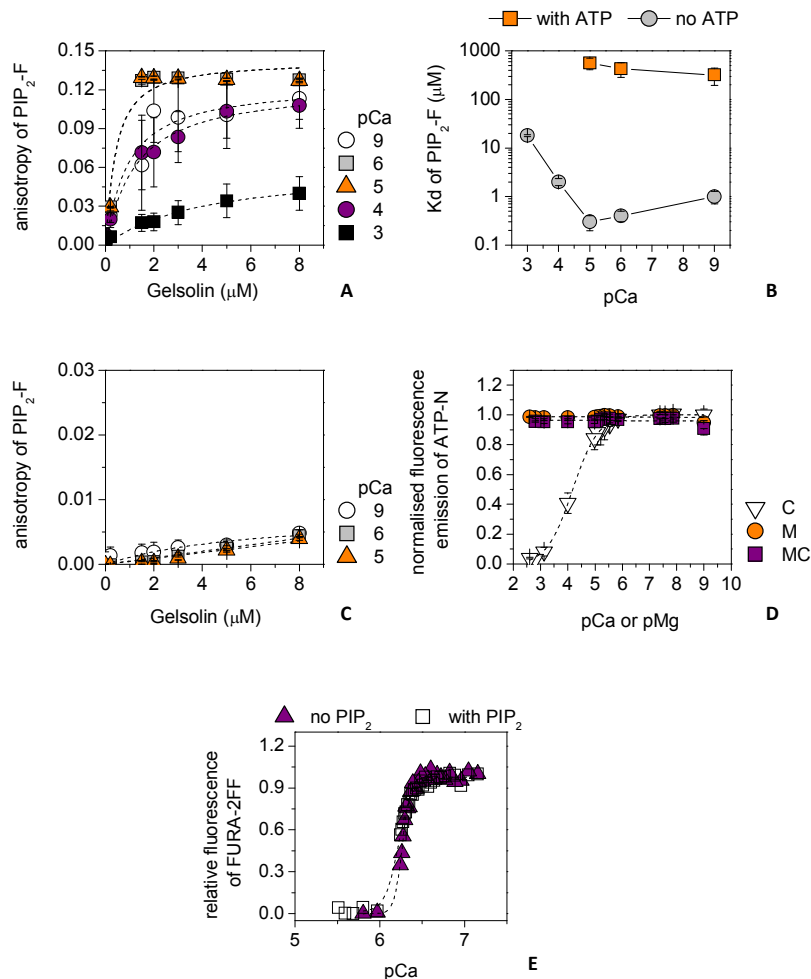 with ATP
no ATP
0.15
0.12
0.09
0.06
0.03
0.00
anisotropy of PIP₂-F
0 2 4 6 8
Gelsolin (μM)
pCa
9
6
5
4
3
A
1000
100
10
1
0.1
Kd of PIP₂-F (μM)
3 4 5 6 7 8 9
pCa
B
0.03
0.02
0.01
0.00
anisotropy of PIP₂-F
0 2 4 6 8
Gelsolin (μM)
pCa
9
6
5
C
1.0
0.8
0.6
0.4
0.2
0.0
normalised fluorescence
emission of ATP-N
2 3 4 5 6 7 8 9 10
pCa or pMg
C
M
MC
D
no PIP₂
with PIP₂
1.2
0.9
0.6
0.3
0.0
relative fluorescence
of FURA-2FF
5 6 7
pCa
E